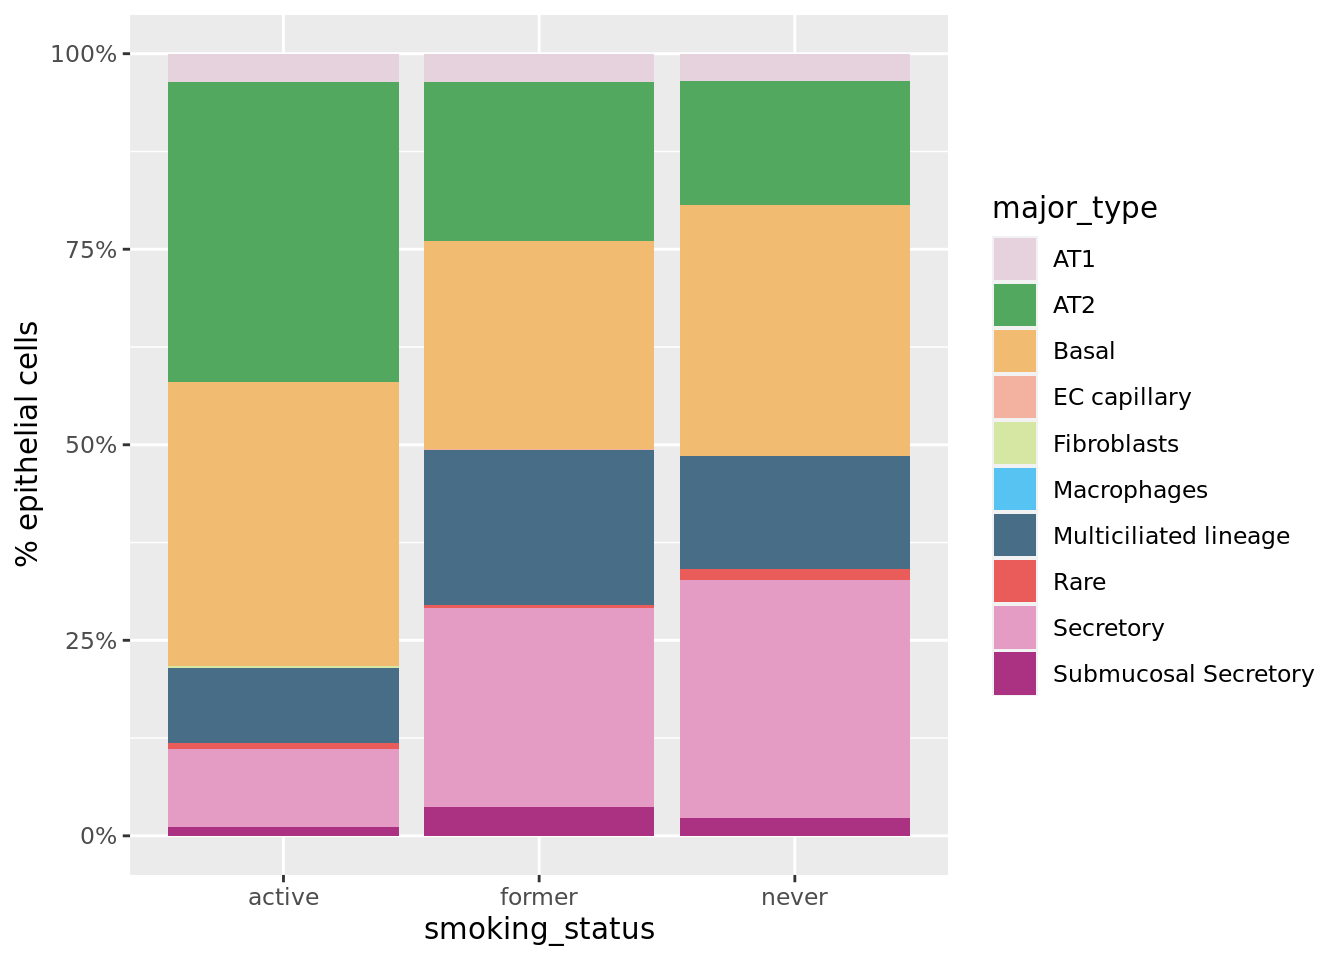 100%
75%
50%
25%
0%
% epithelial cells
active
former
never
smoking_status
major_type
AT1
AT2
Basal
EC capillary
Fibroblasts
Macrophages
Multiciliated lineage
Rare
Secretory
Submucosal Secretory